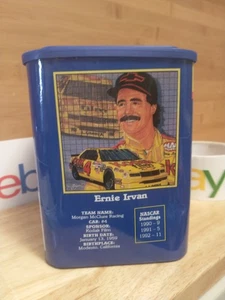 Ernie Irvan
TEAM NAME:
Morgan McClure Racing
CAR: #4
SPONSOR:
Kodak Film
BIRTH DATE:
January 13, 1959
BIRTHPLACE:
Modesto, California
NASCAR
Standings
1990 - 9
1991 - 5
1992 - 11
eb
ay